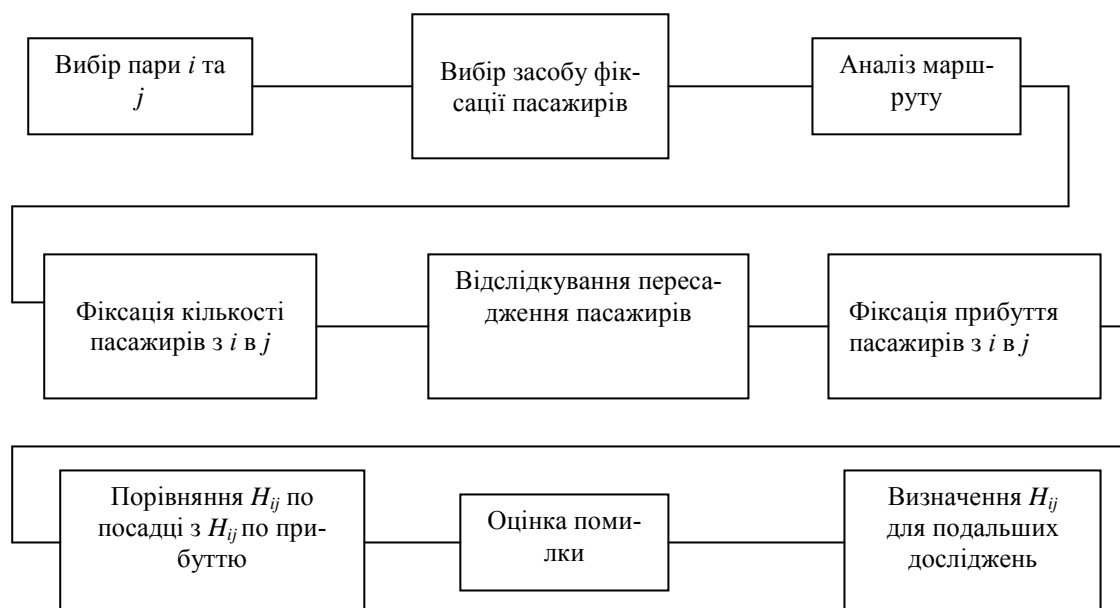 Вибір пари i та
j
Вибір засобу фік-
сації пасажирів
Аналіз марш-
руту
Фіксація кількості
пасажирів з i в j
Відслідкування переса-
дження пасажирів
Фіксація прибуття
пасажирів з i в j
Порівняння Hij по
посадці з Hij по при-
буттю
Оцінка поми-
лки
Визначення Hij
для подальших
досліджень